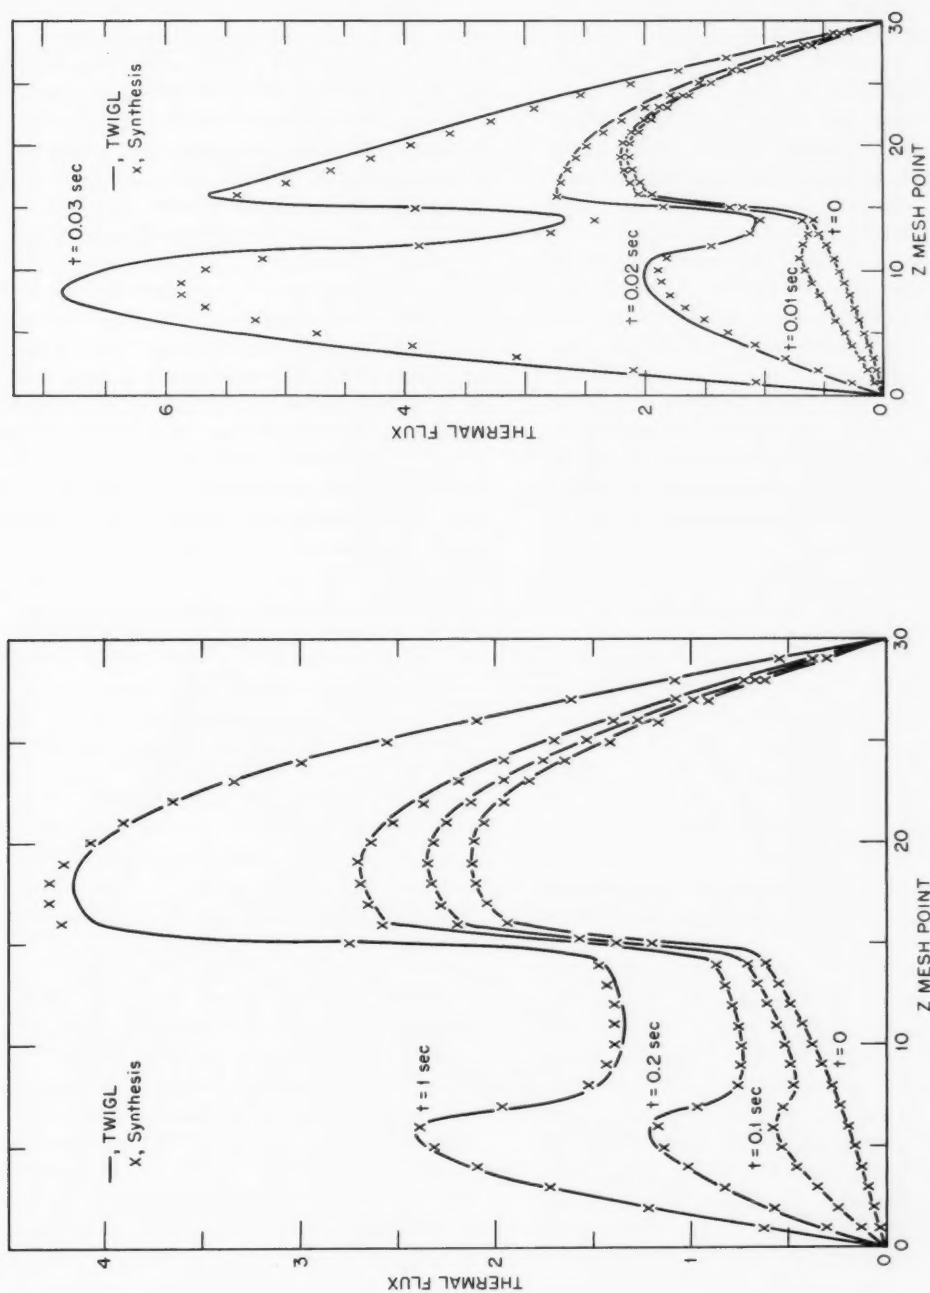 THERMAL FLUX
4
3
2
1
0
—, TWIGL
X, Synthesis
t = 1 sec
t = 0.2 sec
t = 0.1 sec
t = 0
0
10
20
30
Z MESH POINT
THERMAL FLUX
6
4
2
0
t = 0.03 sec
—, TWIGL
x, Synthesis
t = 0.02 sec
t = 0.01 sec
t = 0
0
10
20
30
Z MESH POINT